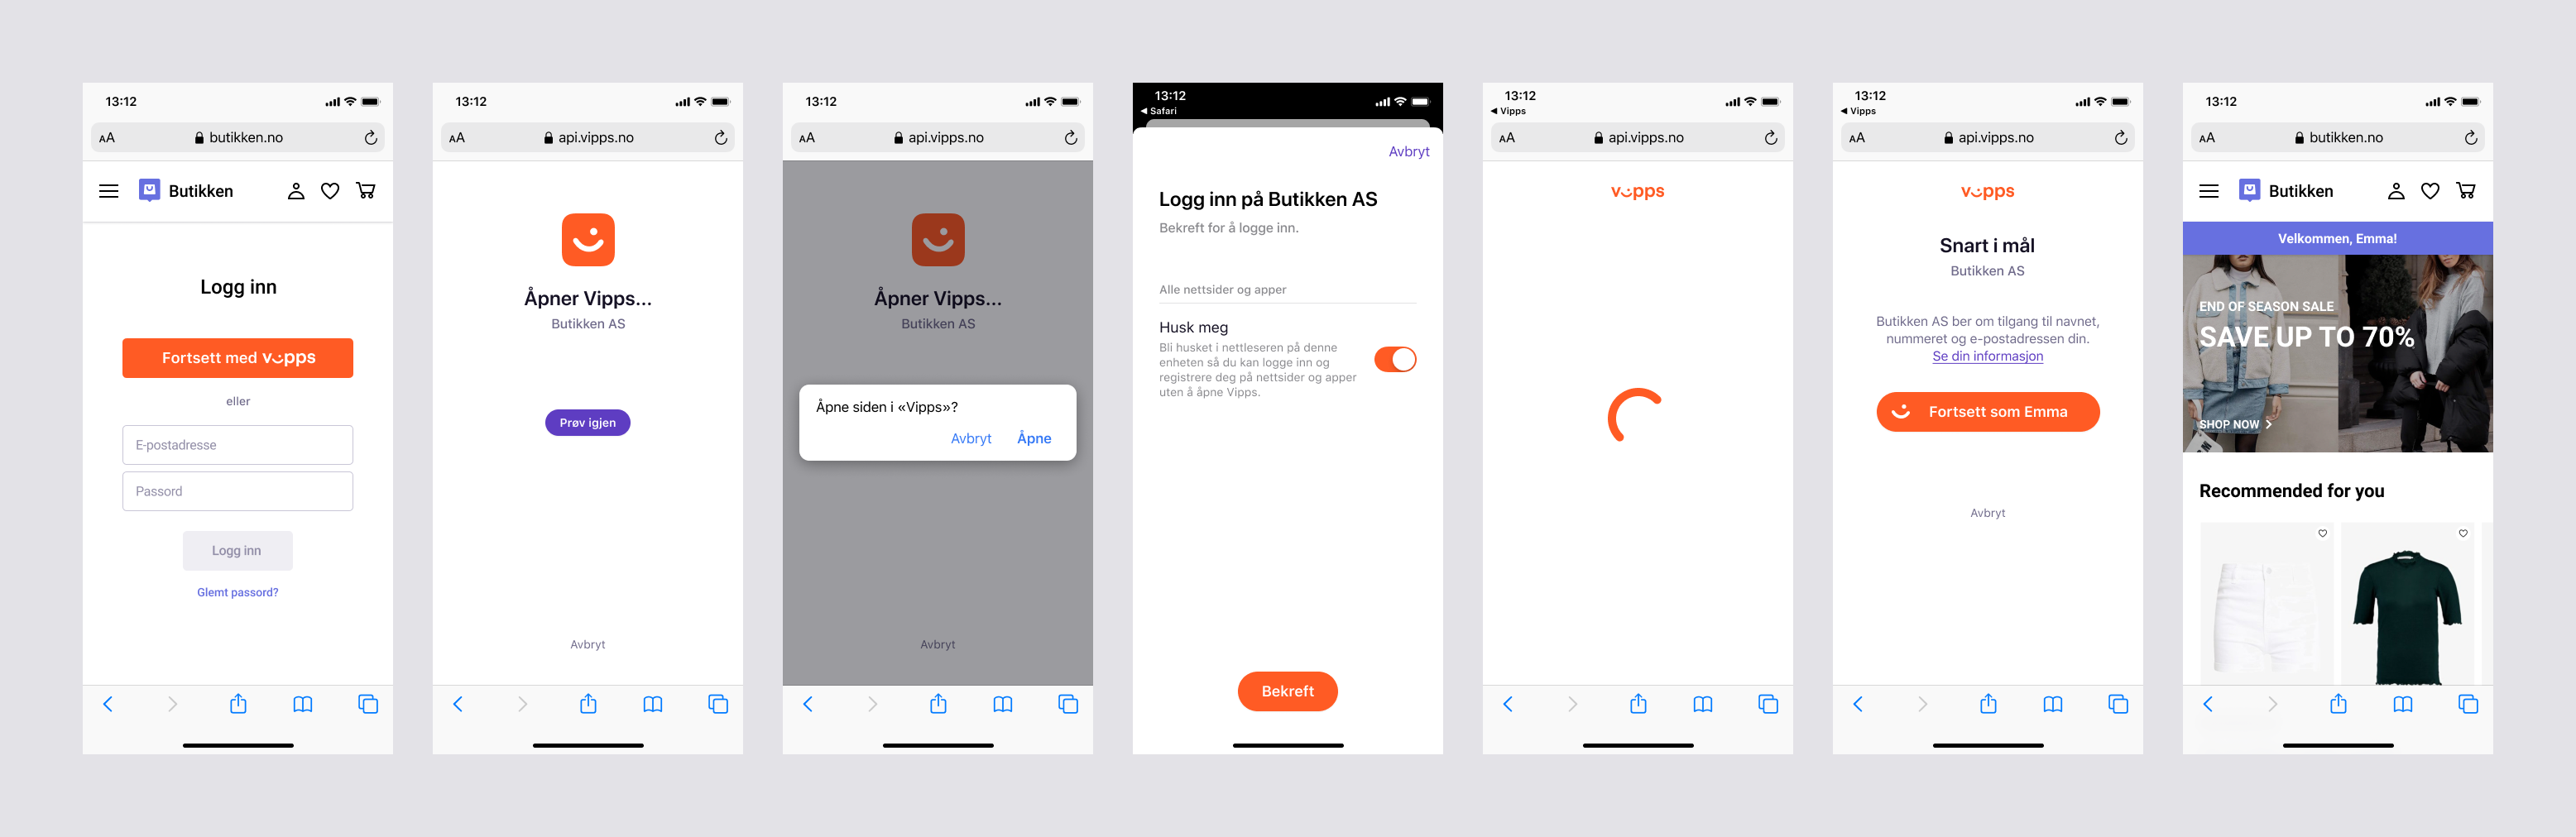 13:12
AA butikken.no
Butikken
Logg inn
Fortsett med vipps
eller
E-postadresse
Passord
Logg inn
Glemt passord?
13:12
AA api.vipps.no
Åpner Vipps...
Butikken AS
Prøv igjen
Avbryt
13:12
AA api.vipps.no
Åpner Vipps...
Butikken AS
Åpne siden i «Vipps»?
Avbryt Åpne
Avbryt
13:12
Safari
Avbryt
Logg inn på Butikken AS
Bekreft for å logge inn.
Alle nettsider og apper
Husk meg
Bli husket i nettleseren på denne
enheten så du kan logge inn og
registrere deg på nettsider og apper
uten å åpne Vipps.
Bekreft
13:12
Vipps
AA api.vipps.no
vipps
13:12
Vipps
AA api.vipps.no
vipps
Snart i mål
Butikken AS
Butikken AS ber om tilgang til navnet,
nummeret og e-postadressen din.
Se din informasjon
Fortsett som Emma
Avbryt
13:12
AA butikken.no
Butikken
Velkommen, Emma!
END OF SEASON SALE
SAVE UP TO 70%
SHOP NOW
Recommended for you